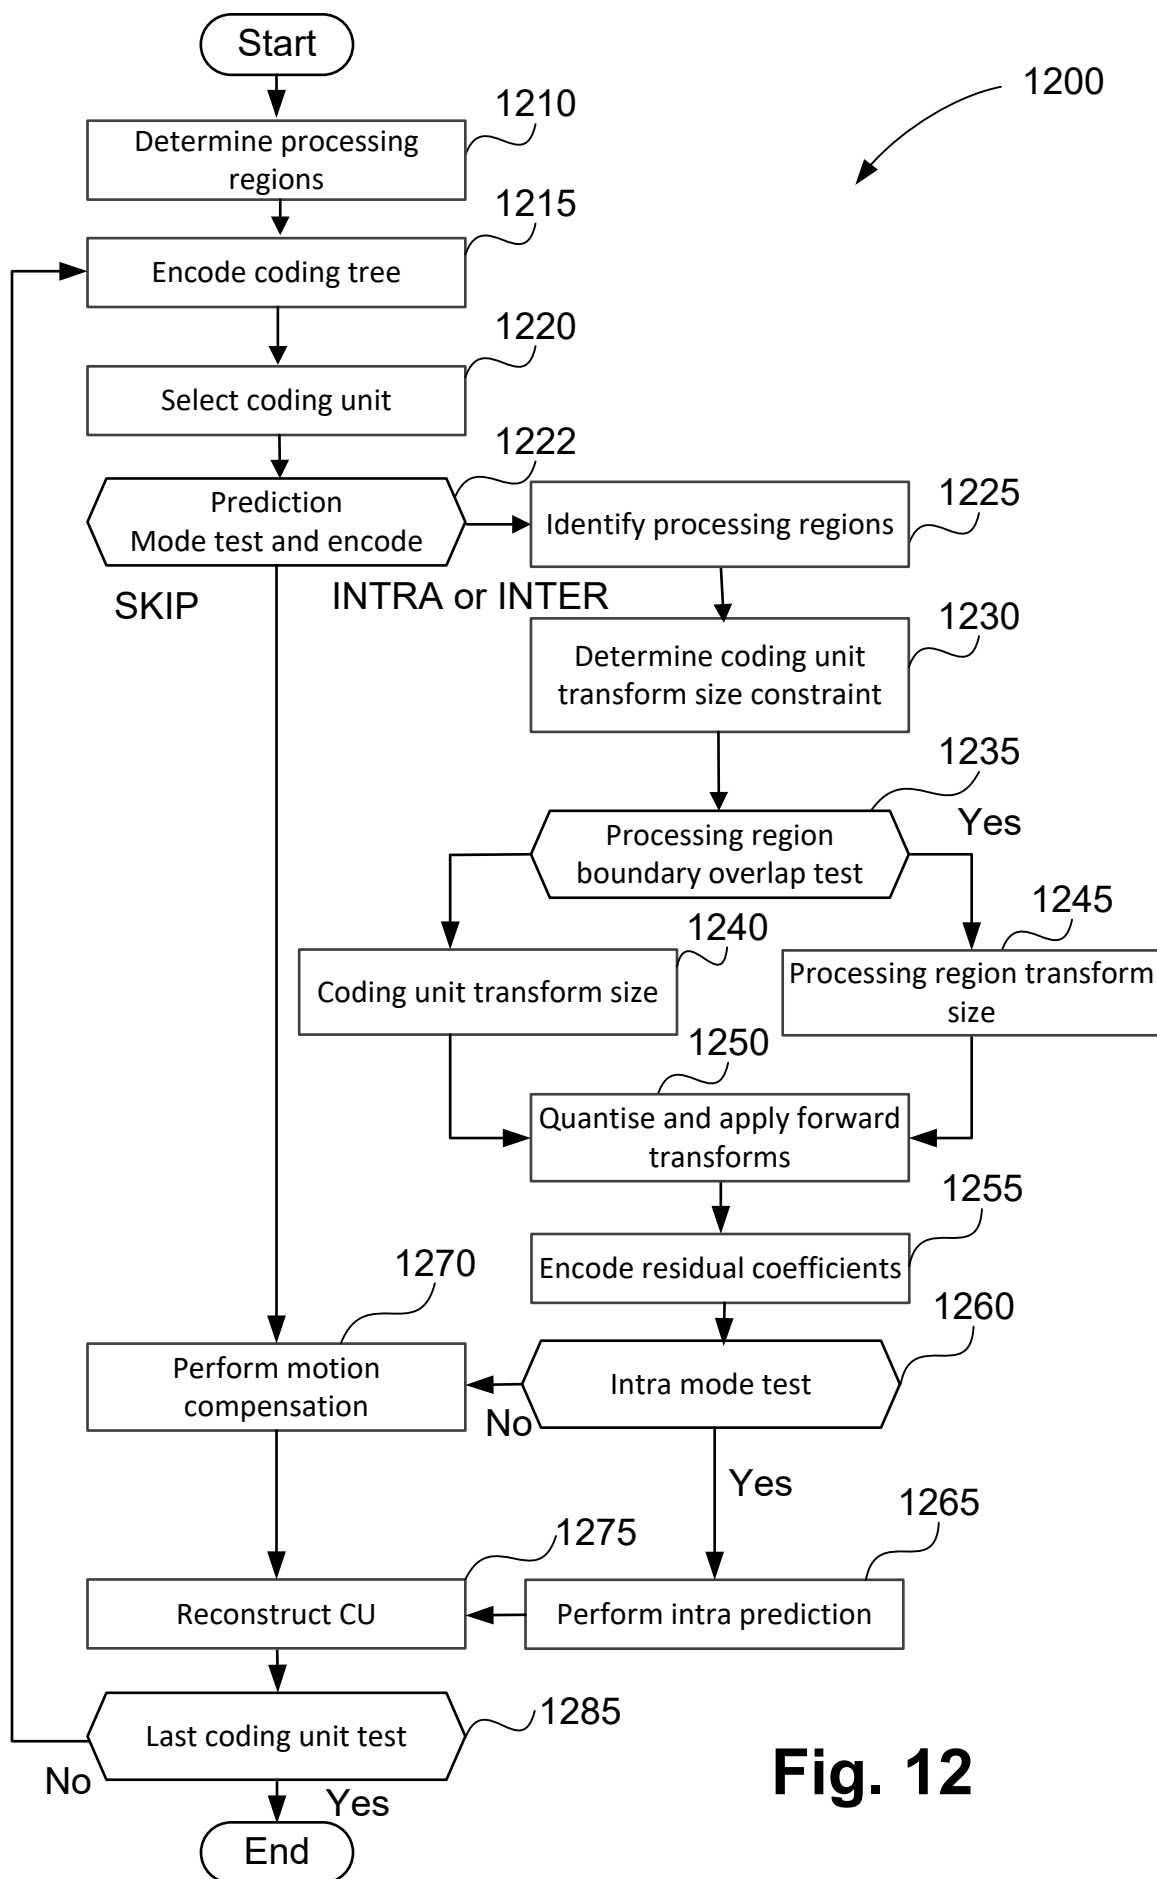 Start
1200
1210
Determine processing
regions
1215
Encode coding tree
1220
Select coding unit
1222
Prediction
Mode test and encode
SKIP
INTRA or INTER
1225
Identify processing regions
1230
Determine coding unit
transform size constraint
1235
Processing region
boundary overlap test
Yes
1240
Coding unit transform size
1245
Processing region transform
size
1250
Quantise and apply forward
transforms
1255
Encode residual coefficients
1260
Intra mode test
No
Yes
1270
Perform motion
compensation
1265
Perform intra prediction
1275
Reconstruct CU
1285
Last coding unit test
No
Yes
End
Fig. 12